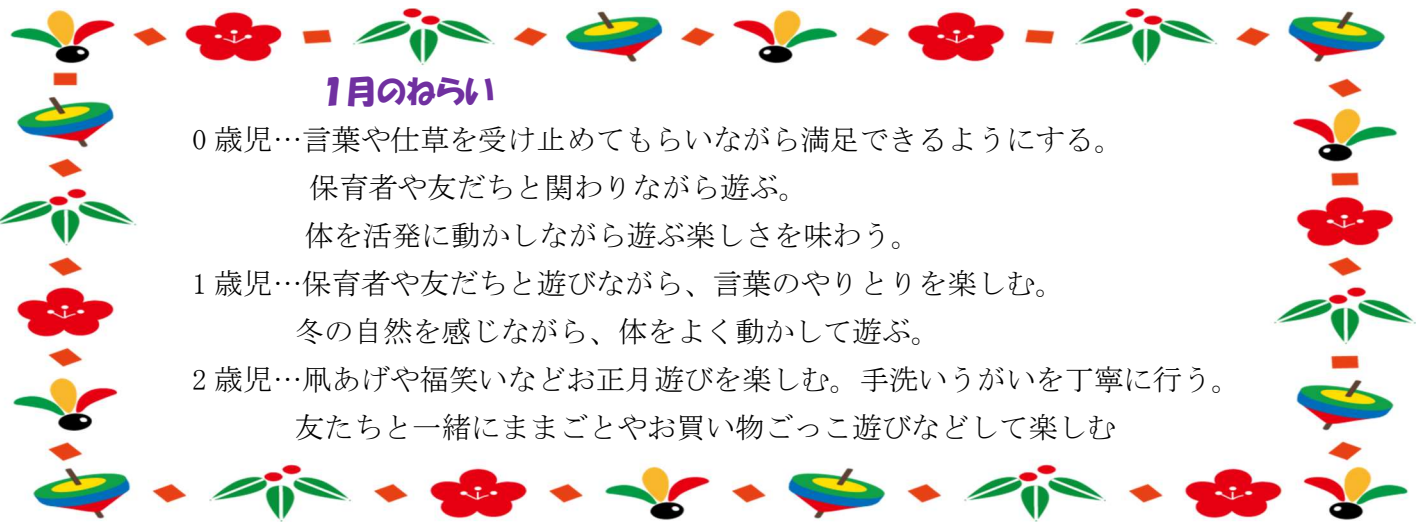 1月のねらい
0歳児…言葉や仕草を受け止めてもらいながら満足できるようにする。
保育者や友だちと関わりながら遊ぶ。
体を活発に動かしながら遊ぶ楽しさを味わう。
1歳児…保育者や友だちと遊びながら、言葉のやりとりを楽しむ。
冬の自然を感じながら、体をよく動かして遊ぶ。
2歳児…凧あげや福笑いなどお正月遊びを楽しむ。手洗いうがいを丁寧に行う。
友たちと一緒にままごとやお買い物ごっこ遊びなどして楽しむ